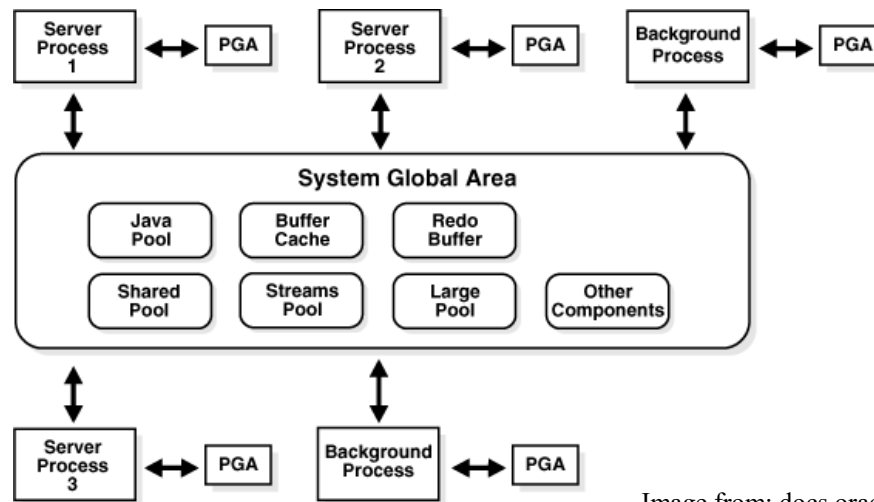 Server
Process
1
PGA
Server
Process
2
PGA
Background
Process
PGA
System Global Area
Java
Pool
Buffer
Cache
Redo
Buffer
Shared
Pool
Streams
Pool
Large
Pool
Other
Components
Server
Process
3
PGA
Background
Process
PGA
Image from: docs